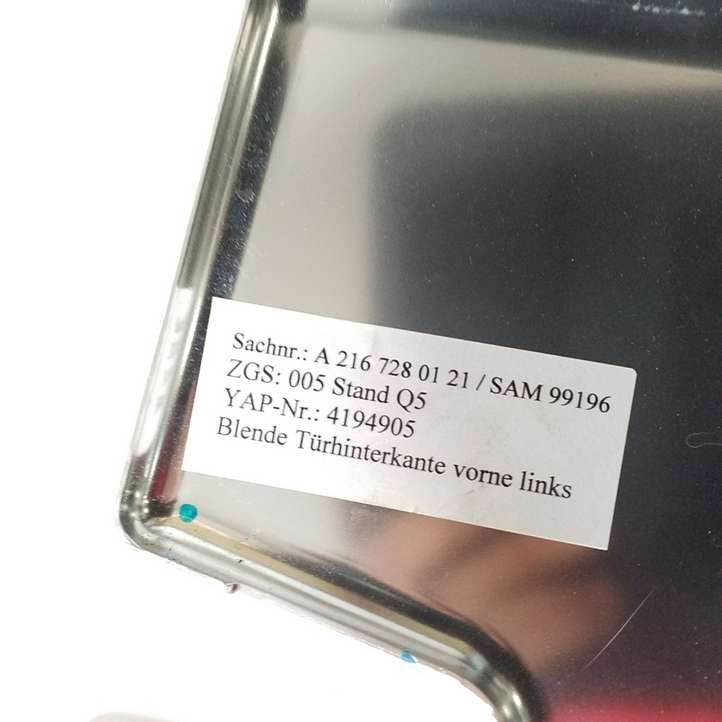 Sachnr.: A 216 728 01 21 / SAM 99196
ZGS: 005 Stand Q5
YAP-Nr.: 4194905
Blende Türhinterkante vorne links